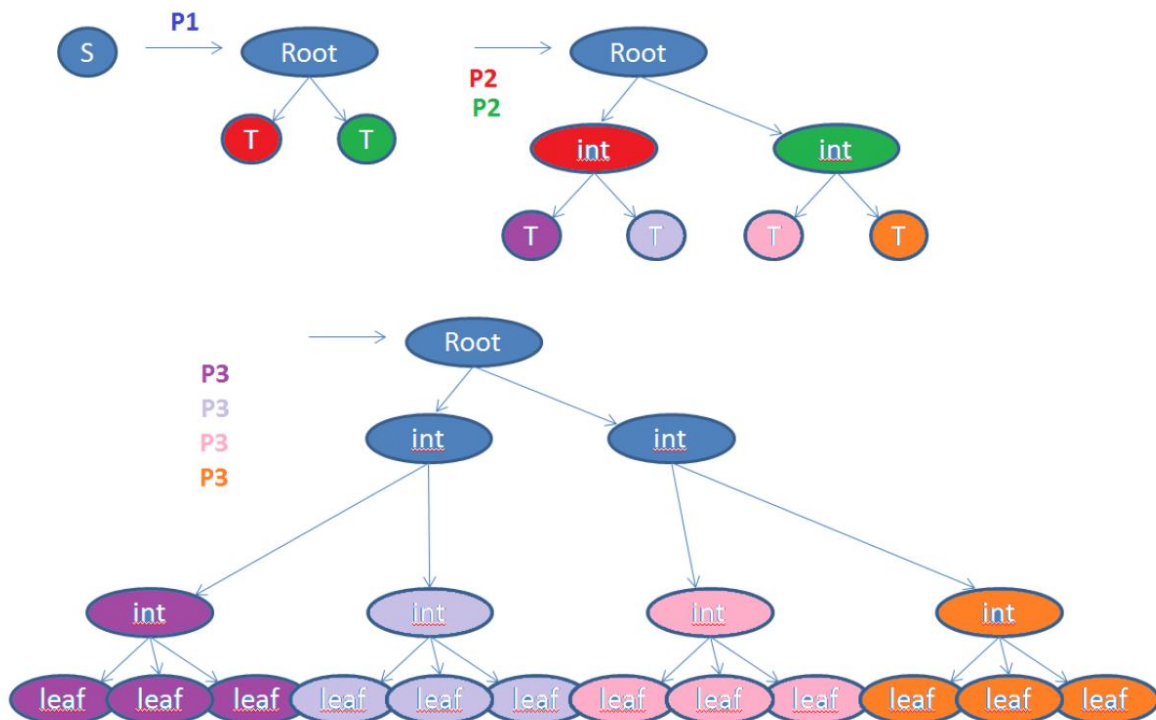 P1
S Root Root
P2
P2
T T int int
T T T T
Root
P3
P3 int int
P3
P3
int int int int
leaf leaf leaf leaf leaf leaf leaf leaf leaf leaf leaf leaf